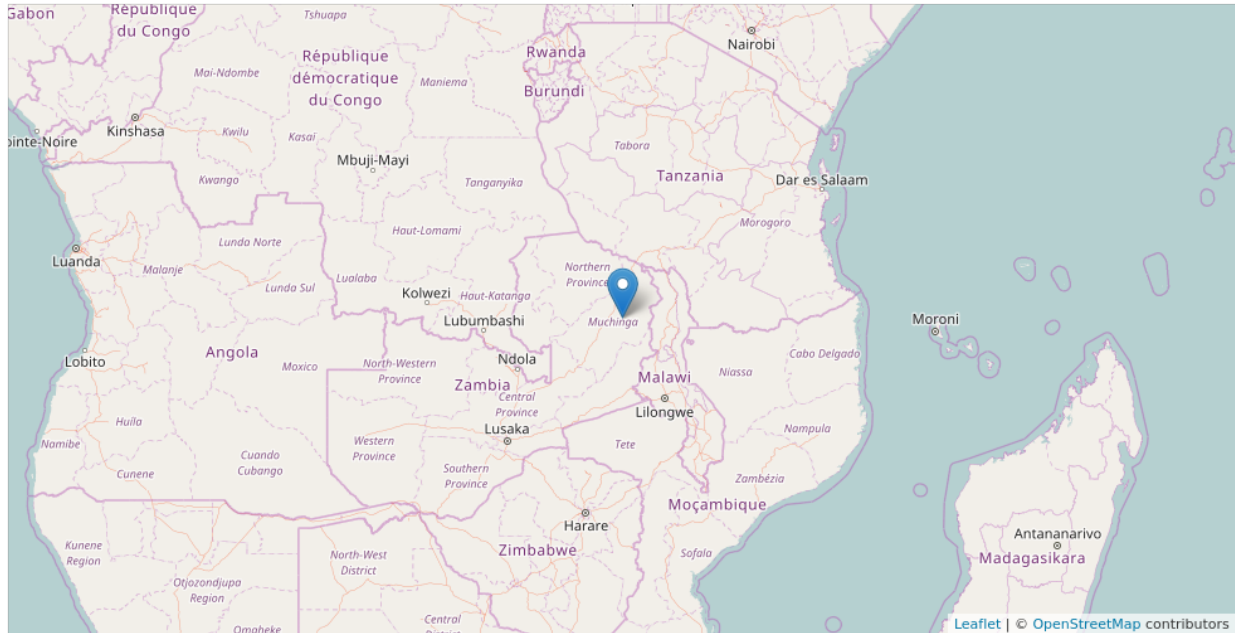 Gabon
République
du Congo
Tshuapa
Nairobi
République
démocratique
du Congo
Mai-Ndombe
Maniema
Rwanda
Burundi
Kinshasa
Kwilu
Kasaï
ointe-Noire
Mbuji-Mayi
Tabora
Kwango
Tanganyika
Tanzania
Dar es Salaam
Morogoro
Luanda
Lunda Norte
Haut-Lomami
Malanje
Lualaba
Lunda Sul
Northern
Province
Kolwezi
Haut-Katanga
Lubumbashi
Muchinga
Moroni
Lobito
Angola
Moxico
North-Western
Province
Ndola
Zambia
Malawi
Niassa
Cabo Delgado
Central
Province
Lilongwe
Huíla
Namibe
Cunene
Cuando
Cubango
Western
Province
Lusaka
Southern
Province
Tete
Nampula
Zambézia
Moçambique
Harare
Zimbabwe
Sofala
Kunene
Region
Otjozondjupa
Region
North-West
District
Omaheke
Central
Antananarivo
Madagasikara
Leaflet | © OpenStreetMap contributors